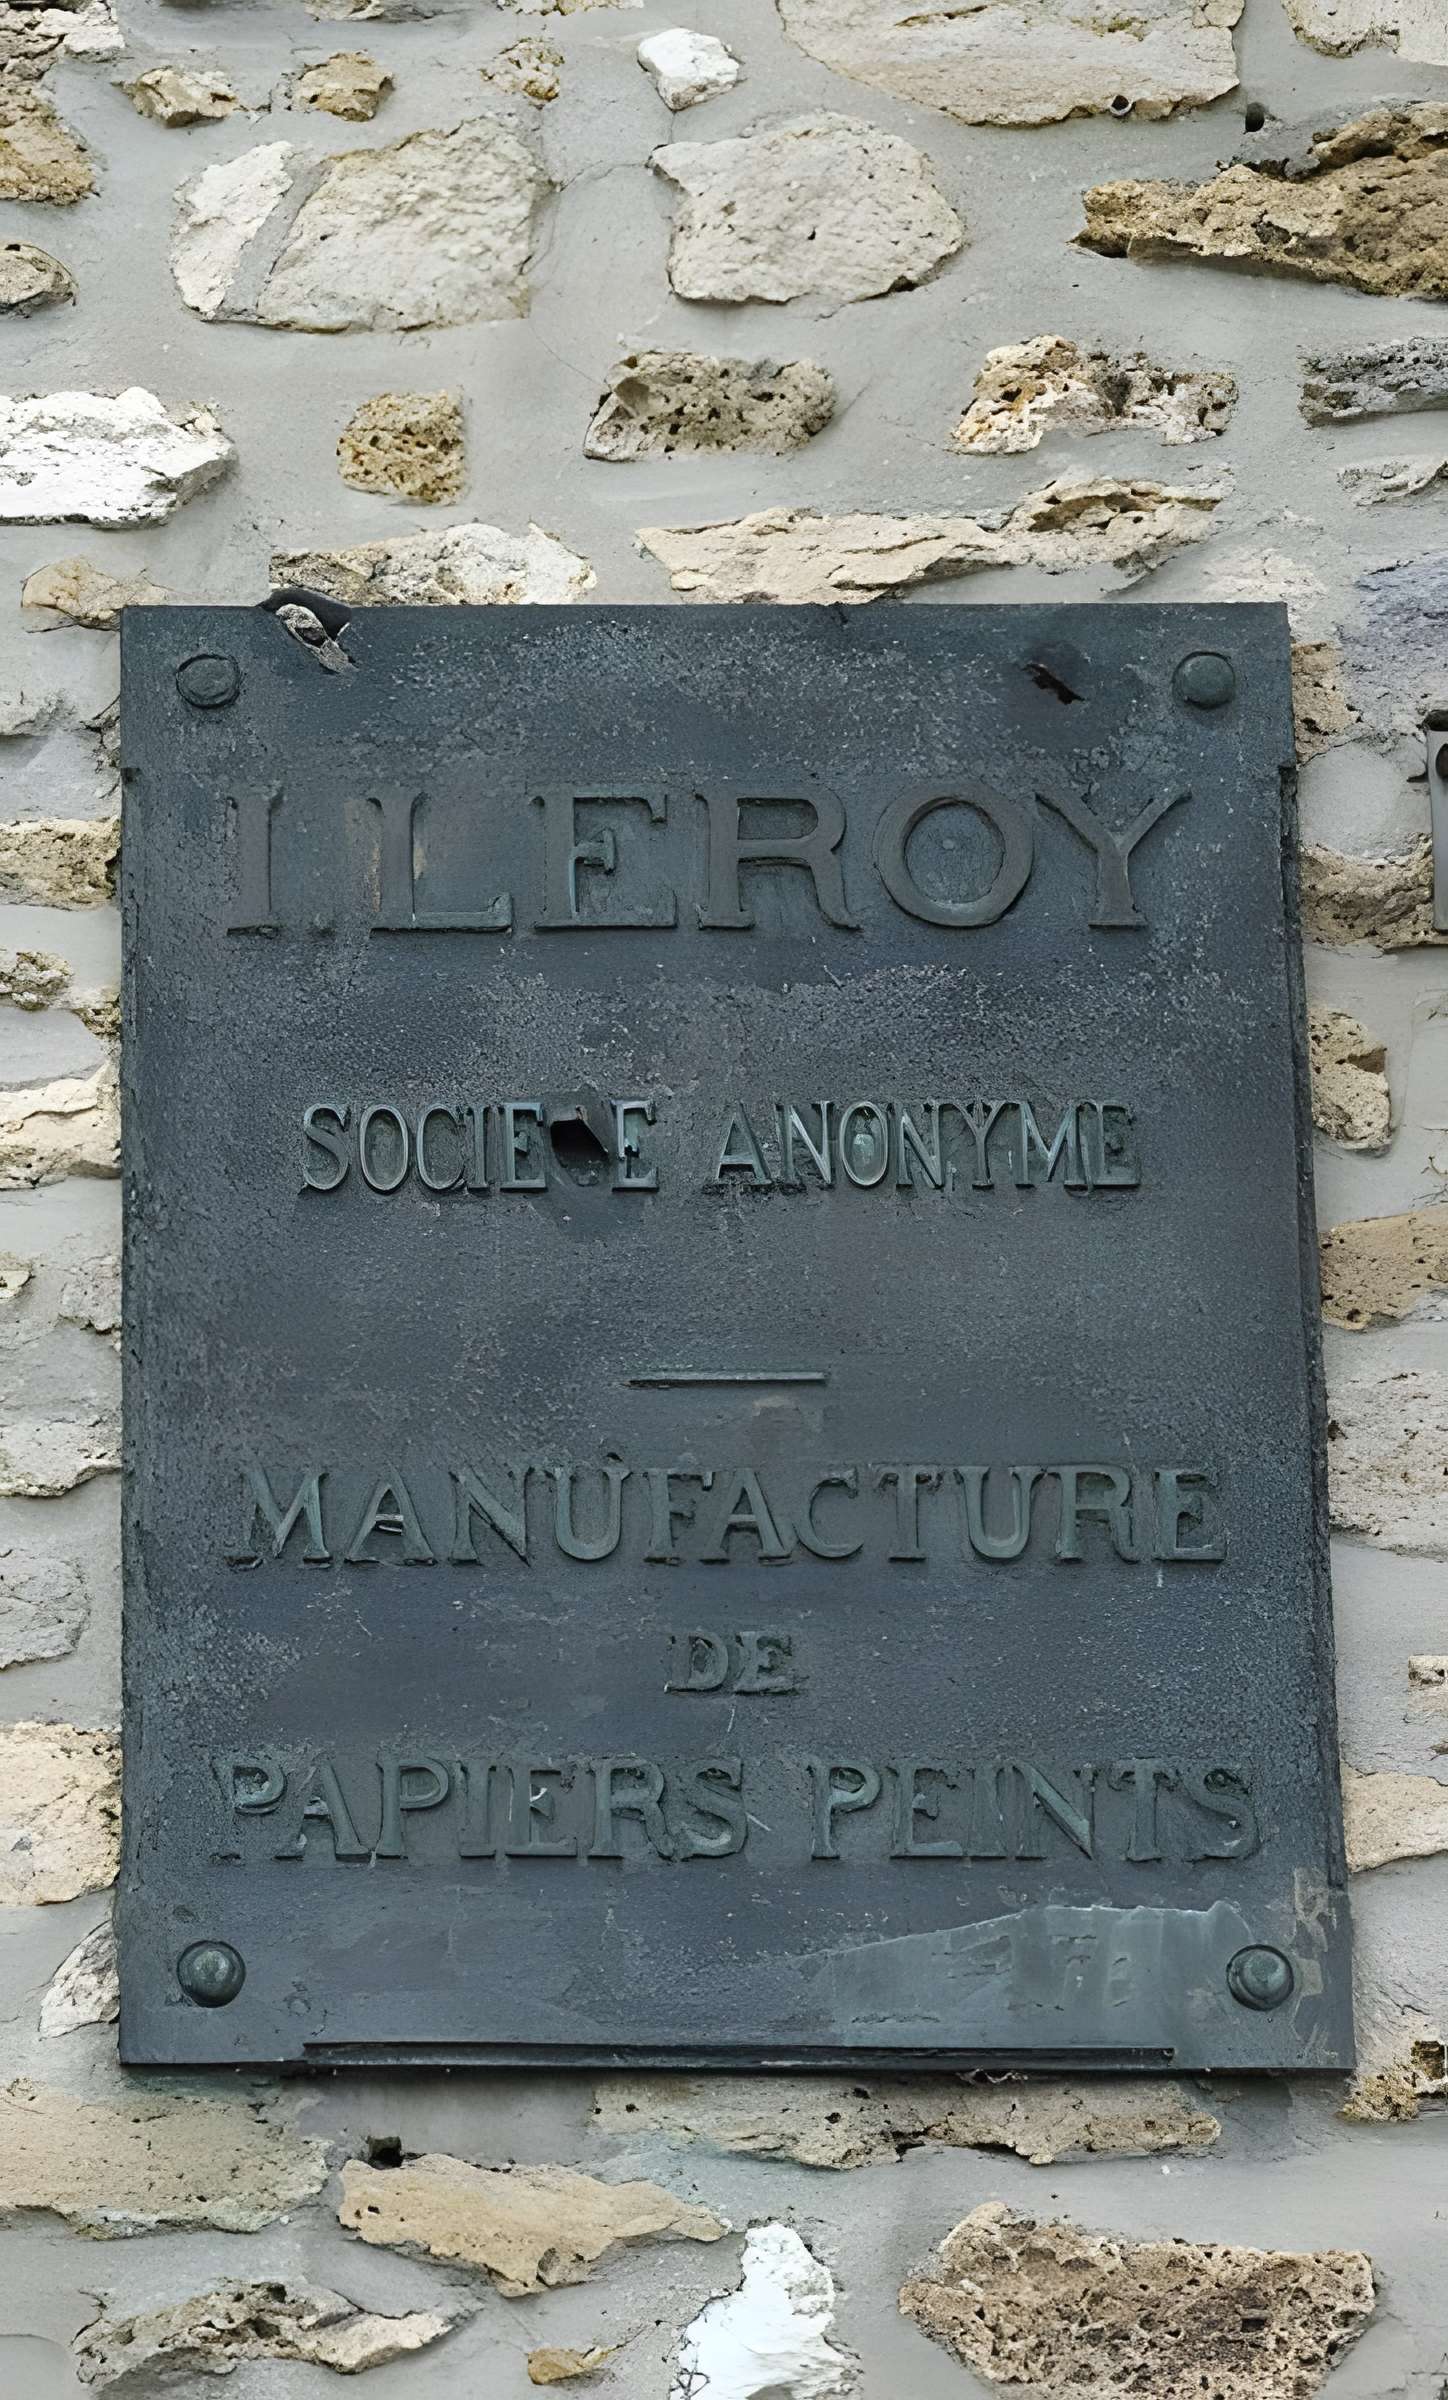 I LEROY
SOCIETE ANONYME
MANUFACTURE
DE
PAPIERS PEINTS